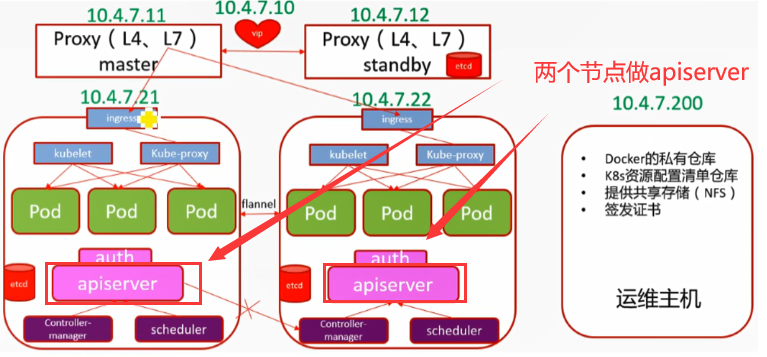 10.4.7.11
10.4.7.10
10.4.7.12
Proxy（L4、L7）
master
vip
Proxy（L4、L7）
standby
etcd
两个节点做apiserver
10.4.7.21
10.4.7.22
10.4.7.200
ingress
ingress
kubelet
Kube-proxy
kubelet
Kube-proxy
Pod
Pod
Pod
flannel
Pod
Pod
Pod
• Docker的私有仓库
• K8s资源配置清单仓库
• 提供共享存储（NFS）
• 签发证书
auth
auth
etcd
apiserver
etcd
apiserver
运维主机
Controller-
manager
scheduler
Controller-
manager
scheduler